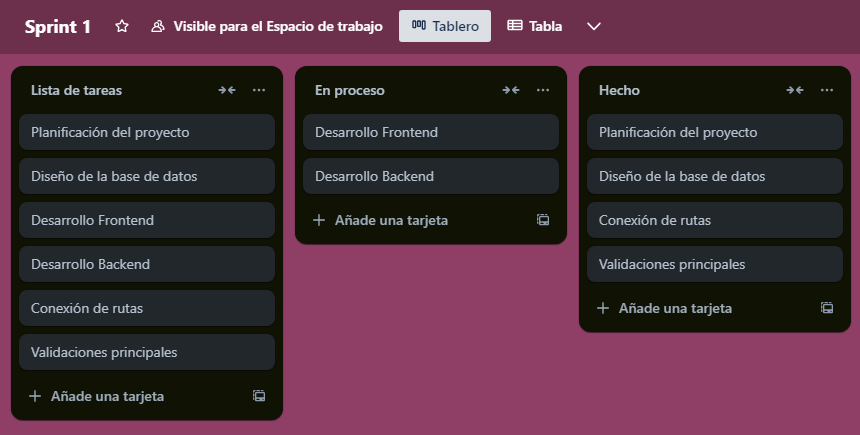 Sprint 1
Visible para el Espacio de trabajo
Tablero
Tabla
Lista de tareas
Planificación del proyecto
Diseño de la base de datos
Desarrollo Frontend
Desarrollo Backend
Conexión de rutas
Validaciones principales
Añade una tarjeta
En proceso
Desarrollo Frontend
Desarrollo Backend
Añade una tarjeta
Hecho
Planificación del proyecto
Diseño de la base de datos
Conexión de rutas
Validaciones principales
Añade una tarjeta